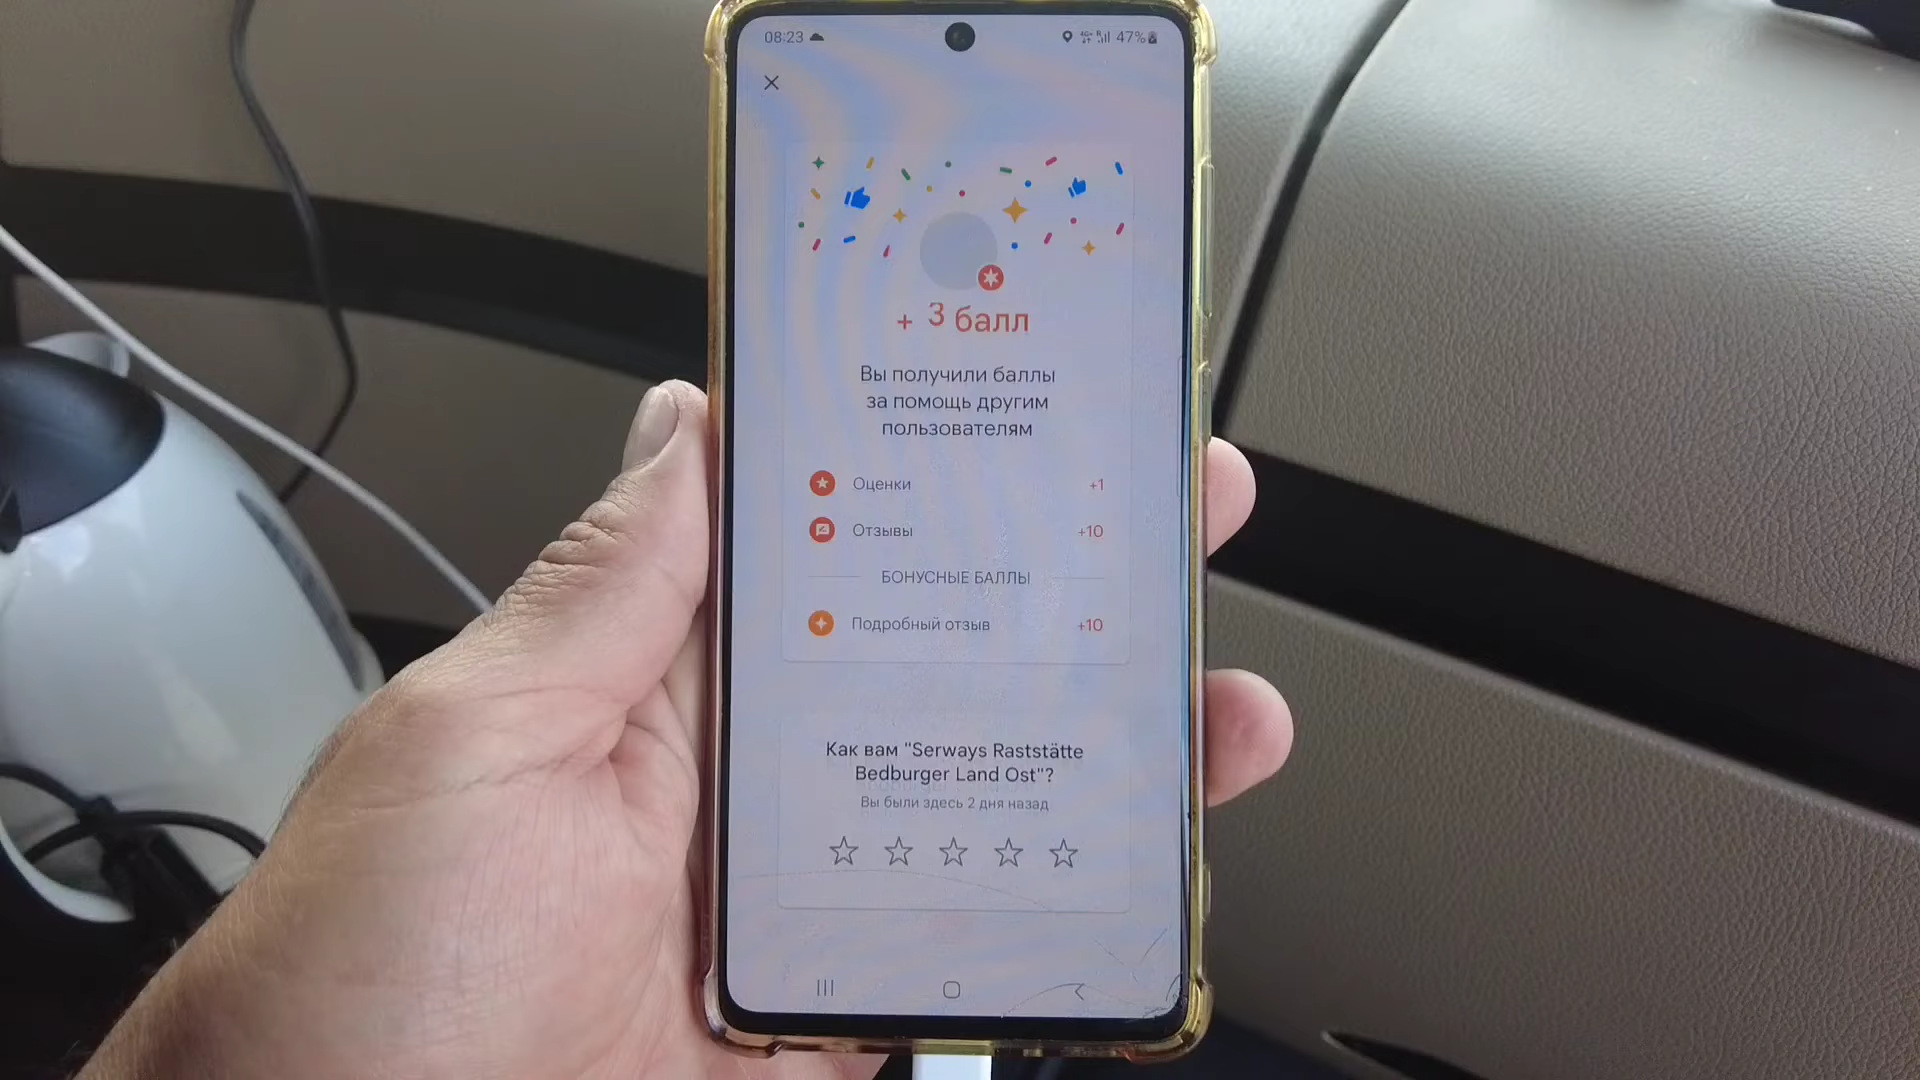 08:23
47%
+ 3 балл
Вы получили баллы
за помощь другим
пользователям
Оценки +1
Отзывы +10
БОНУСНЫЕ БАЛЛЫ
Подробный отзыв +10
Как вам "Serways Raststätte
Bedburger Land Ost"?
Вы были здесь 2 дня назад